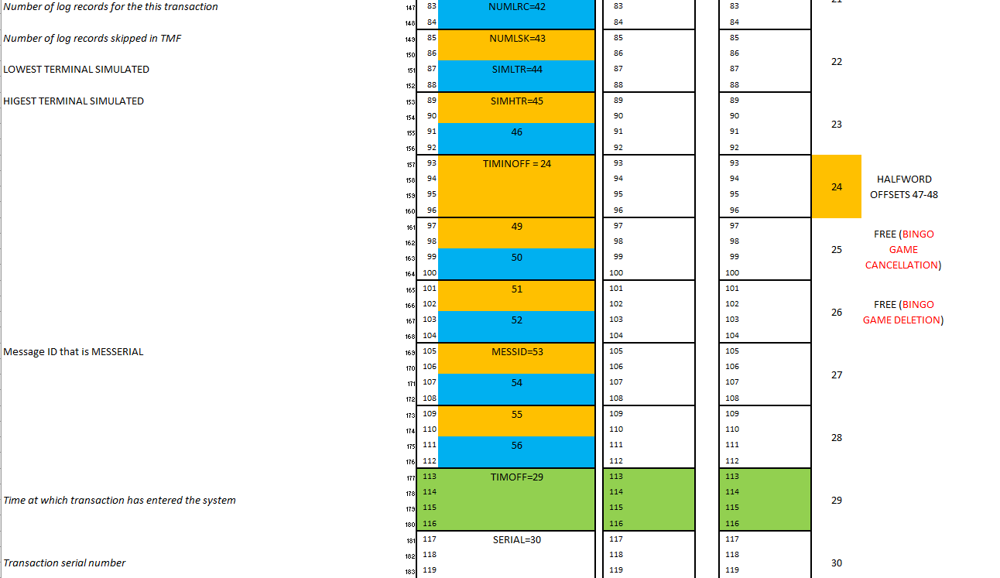 Number of log records for the this transaction 147 83 NUMLRC=42 83 83
148 84 84 84
Number of log records skipped in TMF 149 85 NUMLSK=43 85 85
150 86 86 86 22
LOWEST TERMINAL SIMULATED 151 87 SIMLTR=44 87 87
152 88 88 88
HIGEST TERMINAL SIMULATED 153 89 SIMHTR=45 89 89
154 90 90 90 23
155 91 46 91 91
156 92 92 92
157 93 TIMINOFF = 24 93 93
158 94 94 94 24 HALFWORD
159 95 95 95 OFFSETS 47-48
160 96 96 96
161 97 49 97 97 FREE (BINGO
162 98 98 98 25 GAME
163 99 50 99 99 CANCELLATION)
164 100 100 100
165 101 51 101 101
166 102 102 102 26 FREE (BINGO
167 103 52 103 103 GAME DELETION)
168 104 104 104
Message ID that is MESSERIAL 169 105 MESSID=53 105 105
170 106 106 106 27
171 107 54 107 107
172 108 108 108
173 109 55 109 109
174 110 110 110 28
175 111 56 111 111
176 112 112 112
177 113 TIMOFF=29 113 113
178 114 114 114
Time at which transaction has entered the system 179 115 115 115 29
180 116 116 116
181 117 SERIAL=30 117 117
182 118 118 118
Transaction serial number 183 119 119 119 30